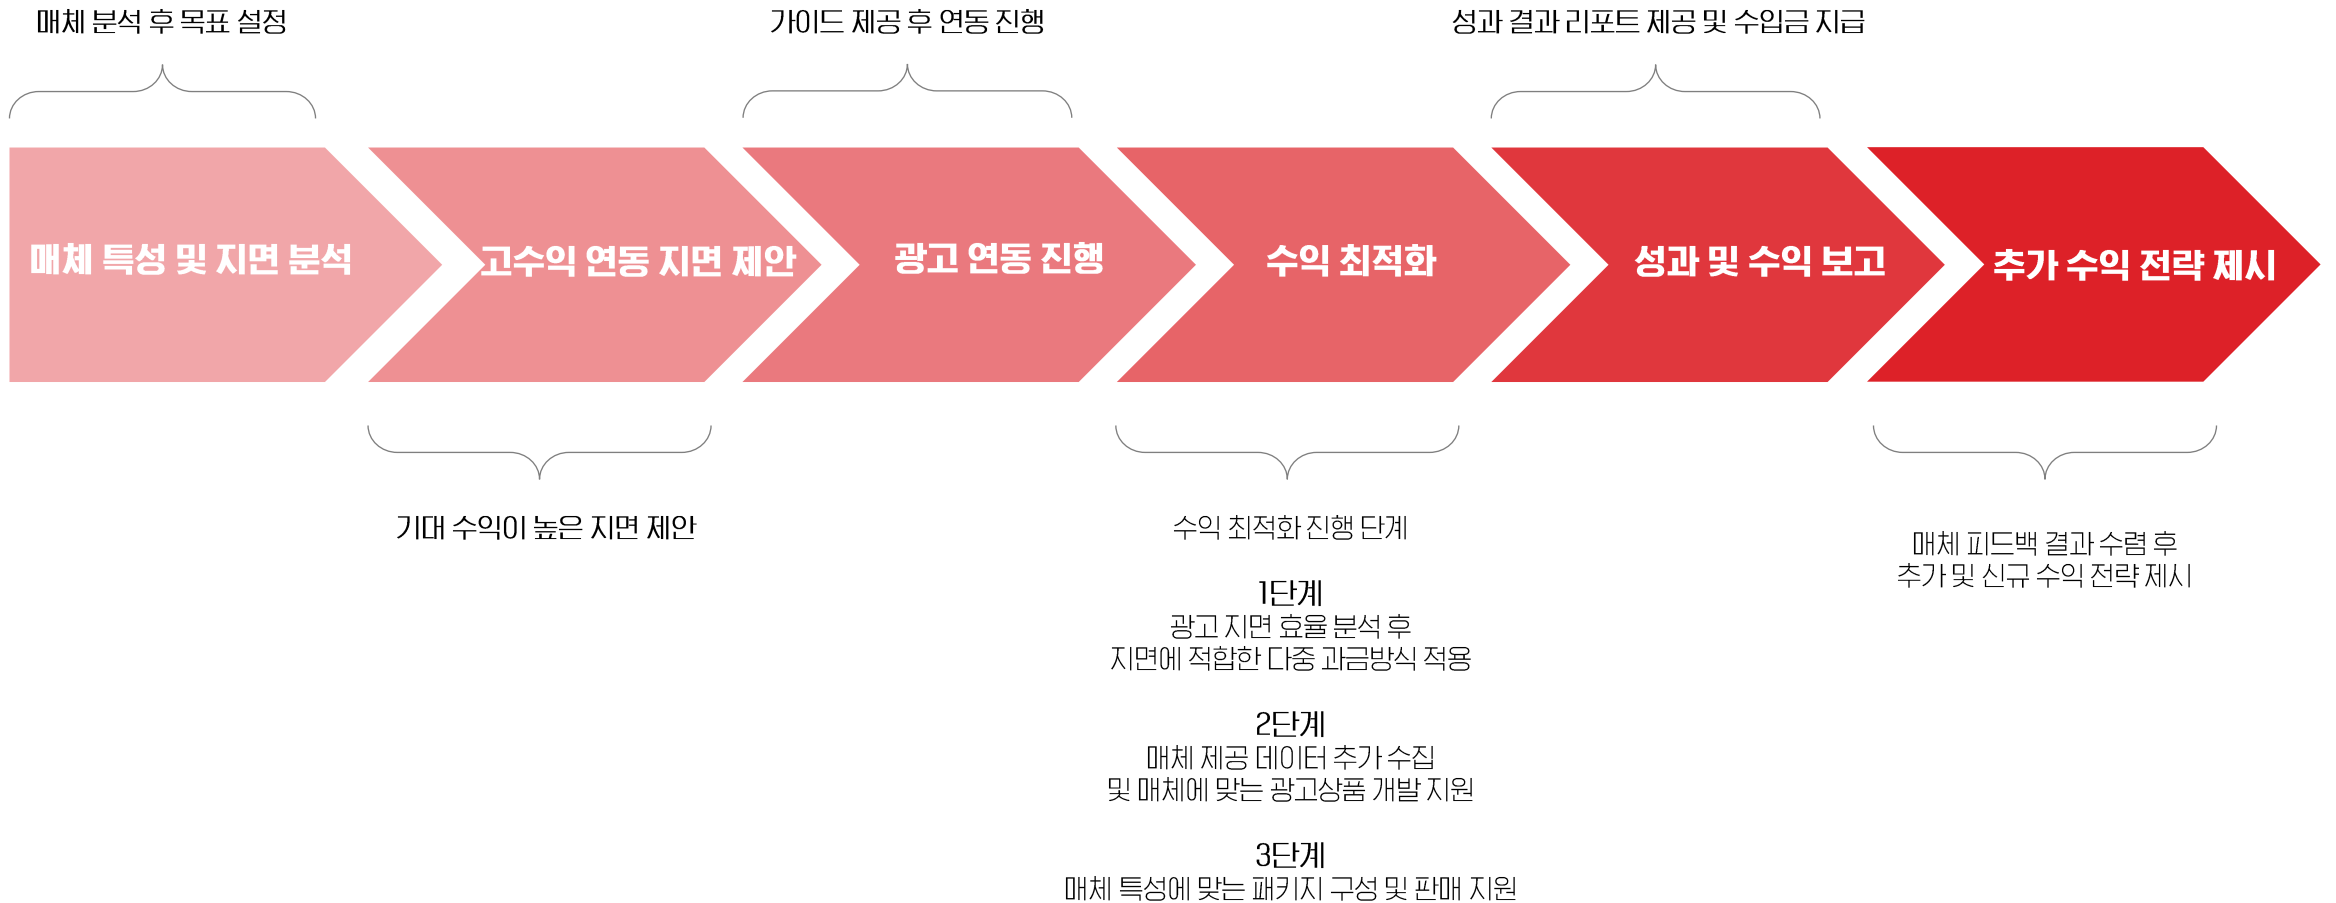 매체 분석 후 목표 설정
가이드 제공 후 연동 진행
성과 결과 리포트 제공 및 수입금 지급
매체 특성 및 지면 분석
고수익 연동 지면 제안
광고 연동 진행
수익 최적화
성과 및 수익 보고
추가 수익 전략 제시
기대 수익이 높은 지면 제안
수익 최적화 진행 단계
1단계
광고 지면 효율 분석 후
지면에 적합한 다중 과금방식 적용
2단계
매체 제공 데이터 추가 수집
및 매체에 맞는 광고상품 개발 지원
3단계
매체 특성에 맞는 패키지 구성 및 판매 지원
매체 피드백 결과 수렴 후
추가 및 신규 수익 전략 제시